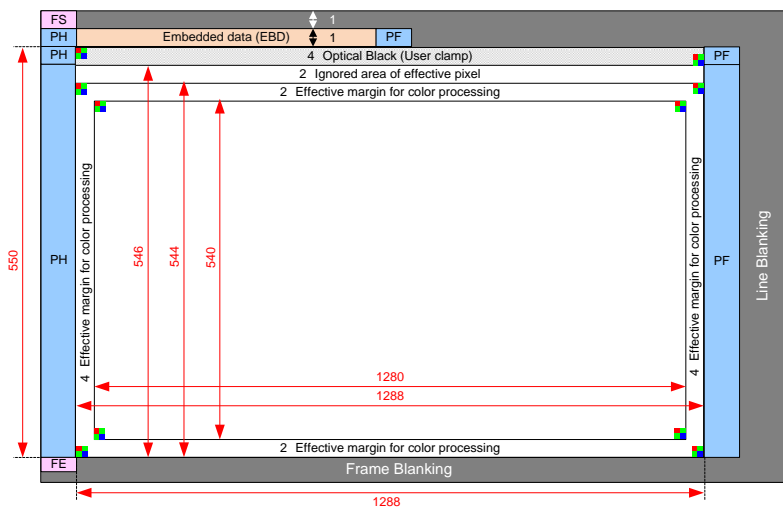 FS
1
PH
Embedded data (EBD)
1
PF
PH
4 Optical Black (User clamp)
PF
2 Ignored area of effective pixel
2 Effective margin for color processing
550
PH
4 Effective margin for color processing
546
544
540
4 Effective margin for color processing
PF
Line Blanking
1280
1288
2 Effective margin for color processing
FE
Frame Blanking
1288